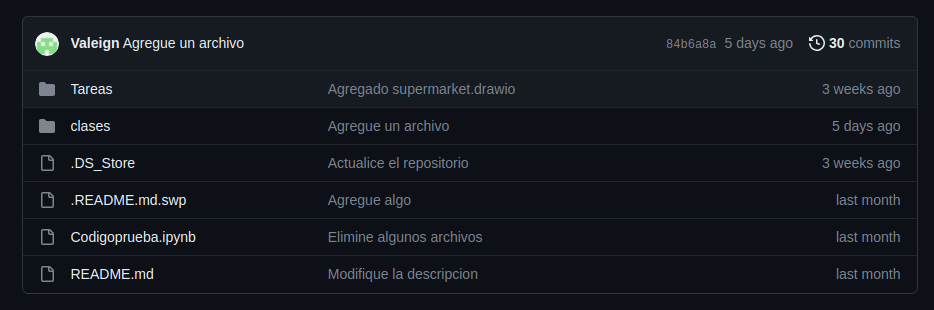 Valeign Agregue un archivo 84b6a8a 5 days ago 30 commits
Tareas Agregado supermarket.drawio 3 weeks ago
clases Agregue un archivo 5 days ago
.DS_Store Actualice el repositorio 3 weeks ago
.README.md.swp Agregue algo last month
Codigoprueba.ipynb Elimine algunos archivos last month
README.md Modifique la descripcion last month